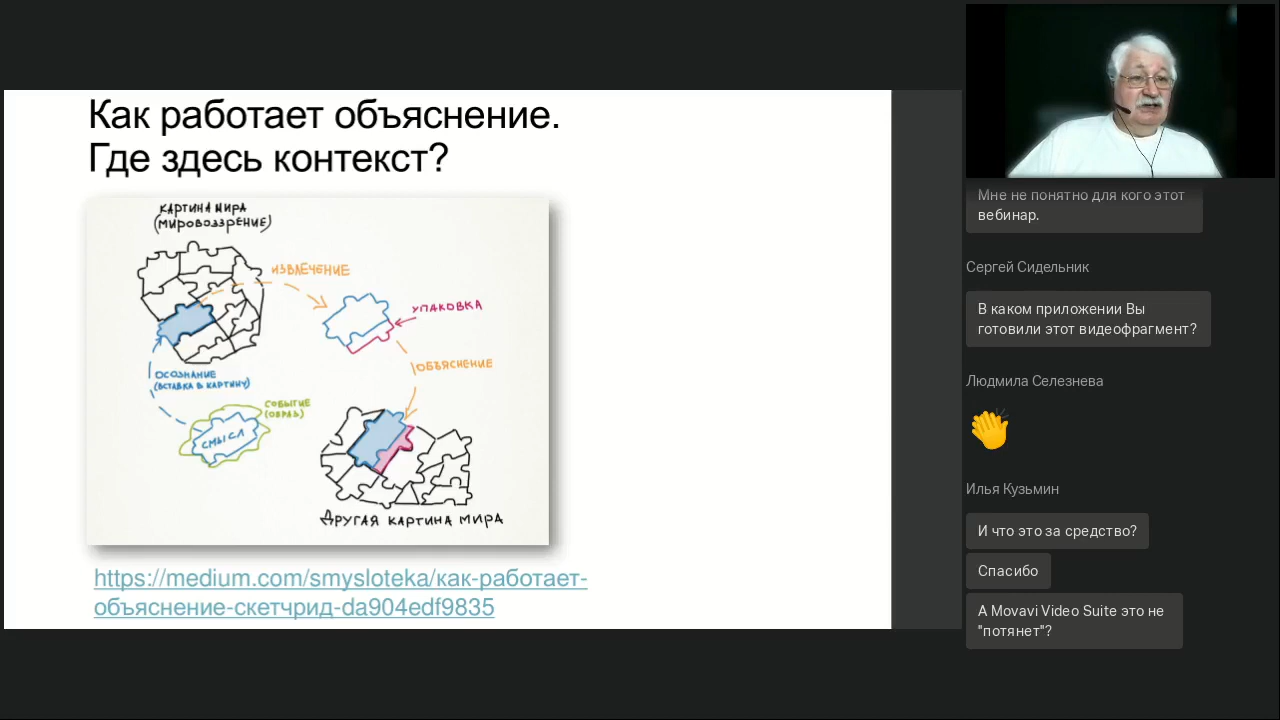 Как работает объяснение.
Где здесь контекст?
КАРТИНА МИРА
(МИРОВОЗЗРЕНИЕ)
ИЗВЛЕЧЕНИЕ
УПАКОВКА
ОБЪЯСНЕНИЕ
ОСОЗНАНИЕ
(ВСТАВКА В КАРТИНУ)
СОБЫТИЕ
(ОБРАЗ)
СМЫСЛ
ДРУГАЯ КАРТИНА МИРА
https://medium.com/smysloteka/как-работает-
объяснение-скетчрид-da904edf9835
Мне не понятно для кого этот
вебинар.
Сергей Сидельник
В каком приложении Вы
готовили этот видеофрагмент?
Людмила Селезнева
Илья Кузьмин
И что это за средство?
Спасибо
А Movavi Video Suite это не
"потянет"?